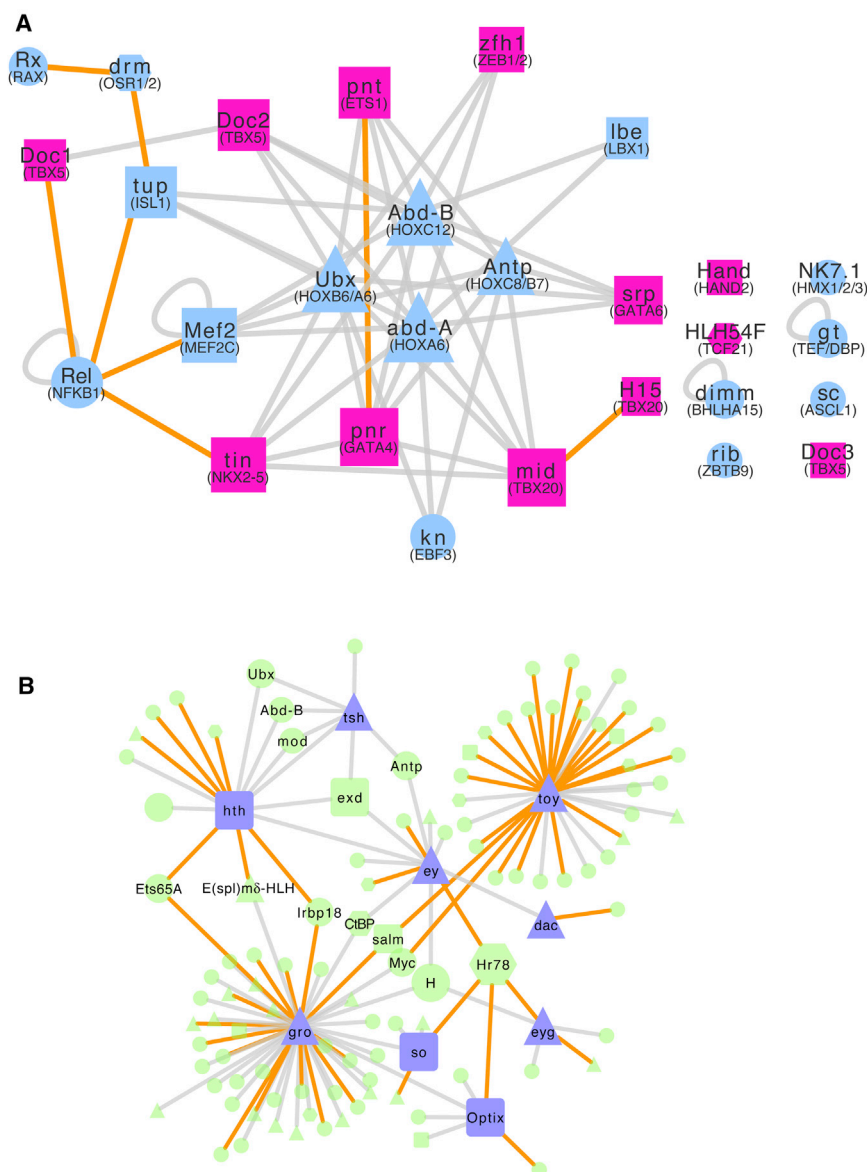 A
Rx
(RAX)
drm
(OSR1/2)
zfh1
(ZEB1/2)
pnt
(ETS1)
Doc2
(TBX5)
lbe
(LBX1)
Doc1
(TBX5)
tup
(ISL1)
Abd-B
(HOXC12)
Ubx
(HOXB6/A6)
Antp
(HOXC8/B7)
srp
(GATA6)
Hand
(HAND2)
NK7.1
(HMX1/2/3)
Mef2
(MEF2C)
abd-A
(HOXA6)
HLH54F
(TCF21)
gt
(TEF/DBP)
Rel
(NFKB1)
H15
(TBX20)
dimm
(BHLHA15)
sc
(ASCL1)
tin
(NKX2-5)
pnr
(GATA4)
mid
(TBX20)
rib
(ZBTB9)
Doc3
(TBX5)
kn
(EBF3)
B
Ubx
Abd-B
tsh
mod
Antp
hth
exd
toy
ey
Ets65A
E(spl)mδ-HLH
Irbp18
CtBP
salm
dac
Myc
Hr78
H
gro
so
eyg
Optix